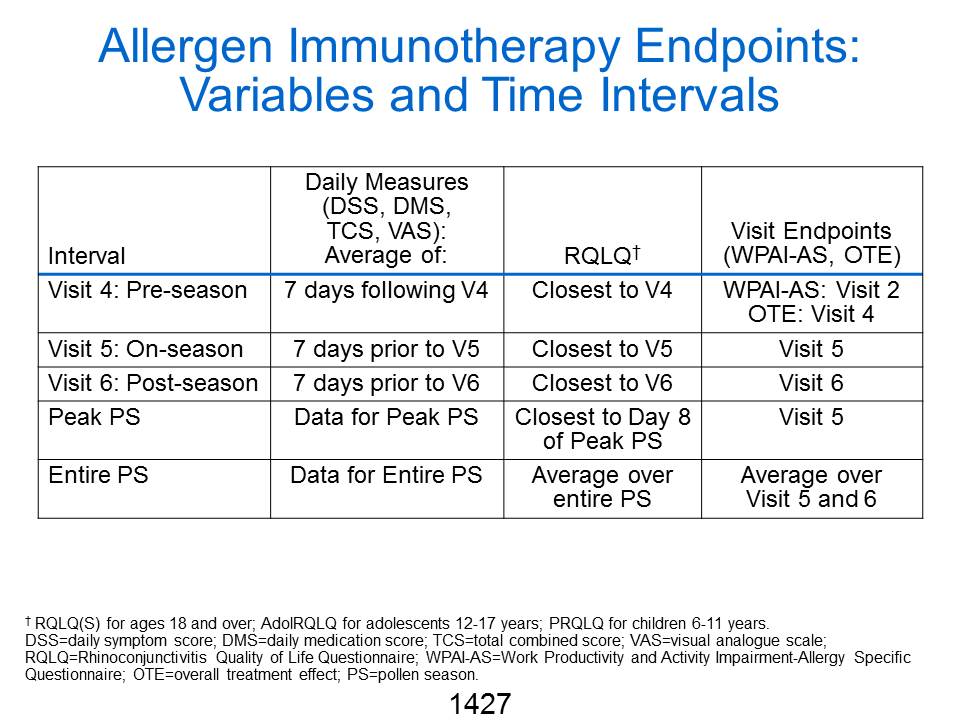 Allergen Immunotherapy Endpoints:
Variables and Time Intervals
Interval
Daily Measures
(DSS, DMS,
TCS, VAS):
Average of:
RQLQ†
Visit Endpoints
(WPAI-AS, OTE)
Visit 4: Pre-season
7 days following V4
Closest to V4
WPAI-AS: Visit 2
OTE: Visit 4
Visit 5: On-season
7 days prior to V5
Closest to V5
Visit 5
Visit 6: Post-season
7 days prior to V6
Closest to V6
Visit 6
Peak PS
Data for Peak PS
Closest to Day 8
of Peak PS
Visit 5
Entire PS
Data for Entire PS
Average over
entire PS
Average over
Visit 5 and 6
† RQLQ(S) for ages 18 and over; AdolRQLQ for adolescents 12-17 years; PRQLQ for children 6-11 years.
DSS=daily symptom score; DMS=daily medication score; TCS=total combined score; VAS=visual analogue scale;
RQLQ=Rhinoconjunctivitis Quality of Life Questionnaire; WPAI-AS=Work Productivity and Activity Impairment-Allergy Specific
Questionnaire; OTE=overall treatment effect; PS=pollen season.
1427